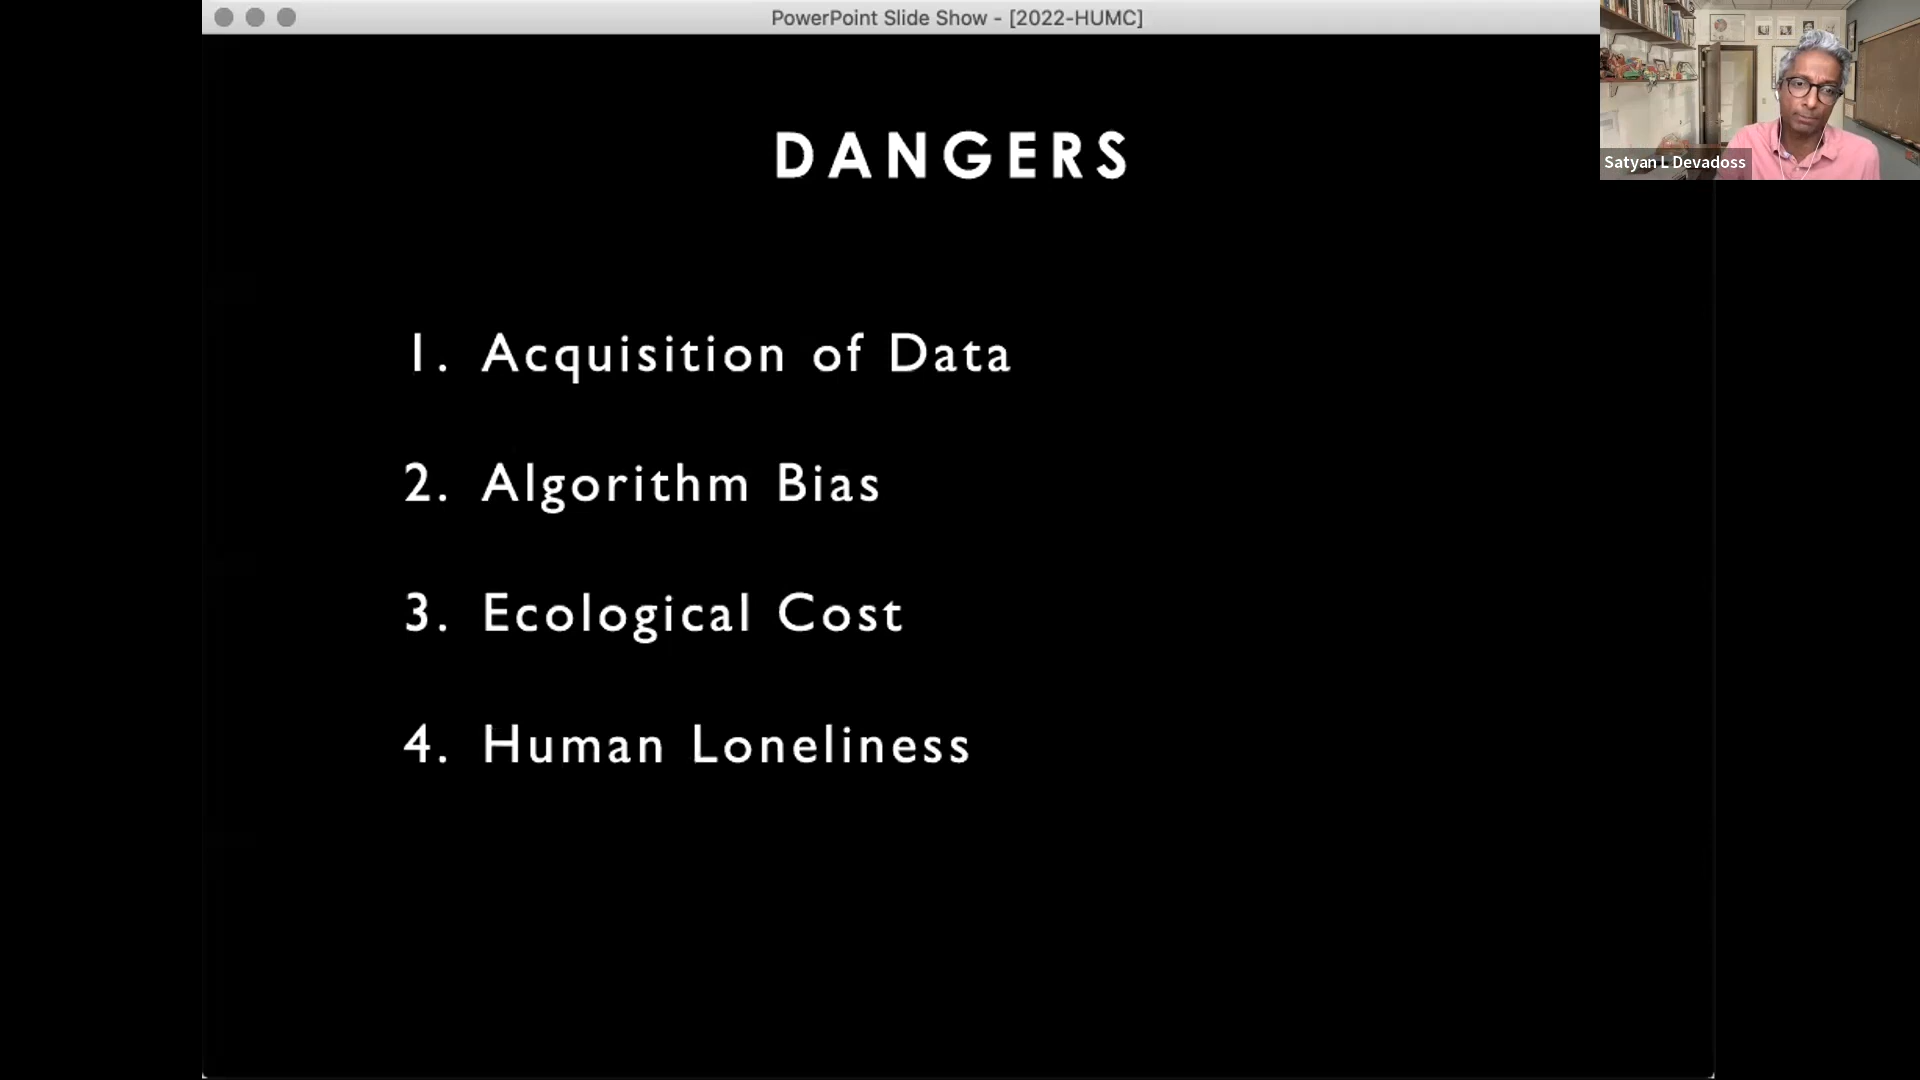 PowerPoint Slide Show - [2022-HUMC]
Satyan L Devadoss
DANGERS
1. Acquisition of Data
2. Algorithm Bias
3. Ecological Cost
4. Human Loneliness